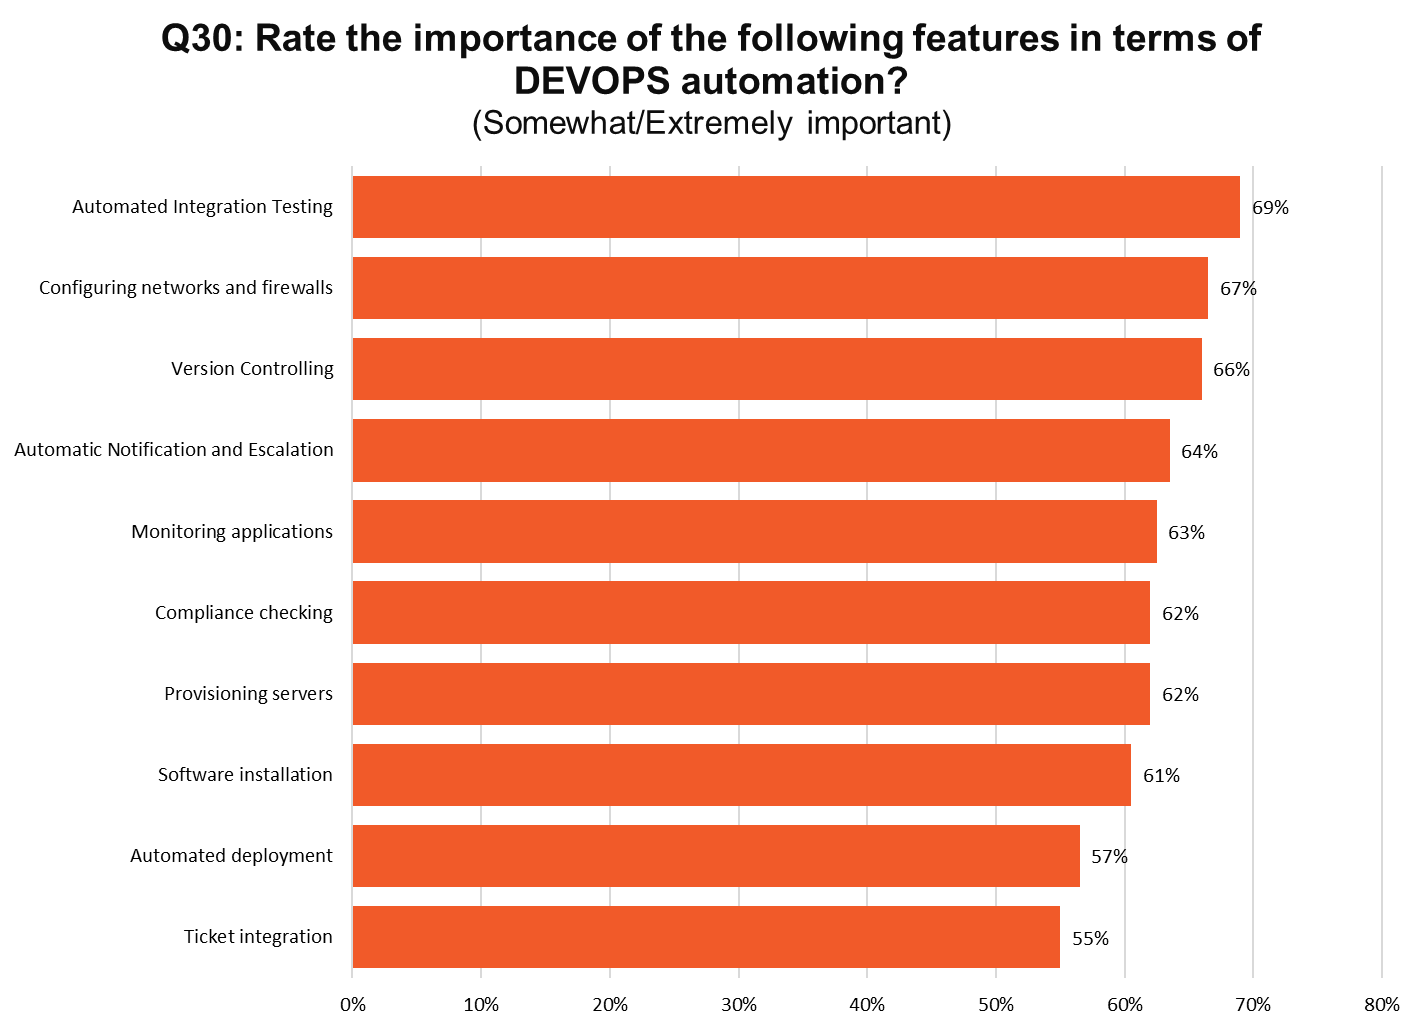 Q30: Rate the importance of the following features in terms of
DEVOPS automation?
(Somewhat/Extremely important)
Automated Integration Testing 69%
Configuring networks and firewalls 67%
Version Controlling 66%
Automatic Notification and Escalation 64%
Monitoring applications 63%
Compliance checking 62%
Provisioning servers 62%
Software installation 61%
Automated deployment 57%
Ticket integration 55%
0% 10% 20% 30% 40% 50% 60% 70% 80%